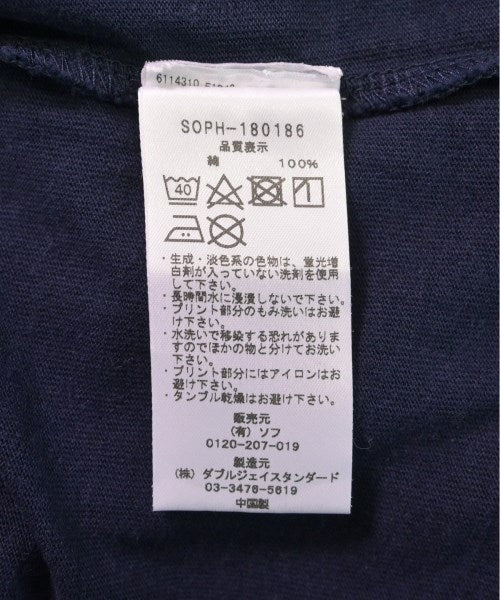 6114310
SOPH-180186
品質表示
綿 100%
40
・生成・淡色系の色物は、蛍光増
白剤が入っていない洗剤を使用
して下さい。
・長時間水に浸漬しないで下さい。
・プリント部分のもみ洗いはお避
け下さい。
・水洗いで移染する恐れがありま
すのでほかの物と分けてお洗い
下さい。
・プリント部分にはアイロンはお
避け下さい。
・タンブル乾燥はお避け下さい。
販売元
(有) ソフ
0120-207-019
製造元
(株) ダブルジェイスタンダード
03-3478-5619
中国製